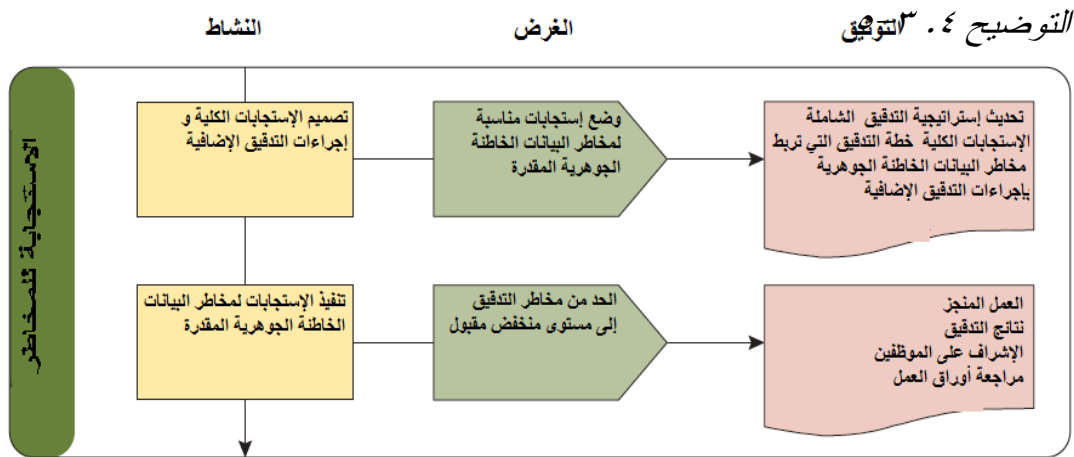 التوضيح ٤. ٣-
التوثيق
الغرض
النشاط
الاستجابة للمخاطر
تصميم الإستجابات الكلية و
إجراءات التدقيق الإضافية
وضع إستجابات مناسبة
لمخاطر البيانات الخاطئة
الجوهرية المقدرة
تحديث إستراتيجية التدقيق الشاملة
الإستجابات الكلية خطة التدقيق التي تربط
مخاطر البيانات الخاطئة الجوهرية
بإجراءات التدقيق الإضافية
تنفيذ الإستجابات لمخاطر البيانات
الخاطئة الجوهرية المقدرة
الحد من مخاطر التدقيق
إلى مستوى منخفض مقبول
العمل المنجز
نتائج التدقيق
الإشراف على الموظفين
مراجعة أوراق العمل